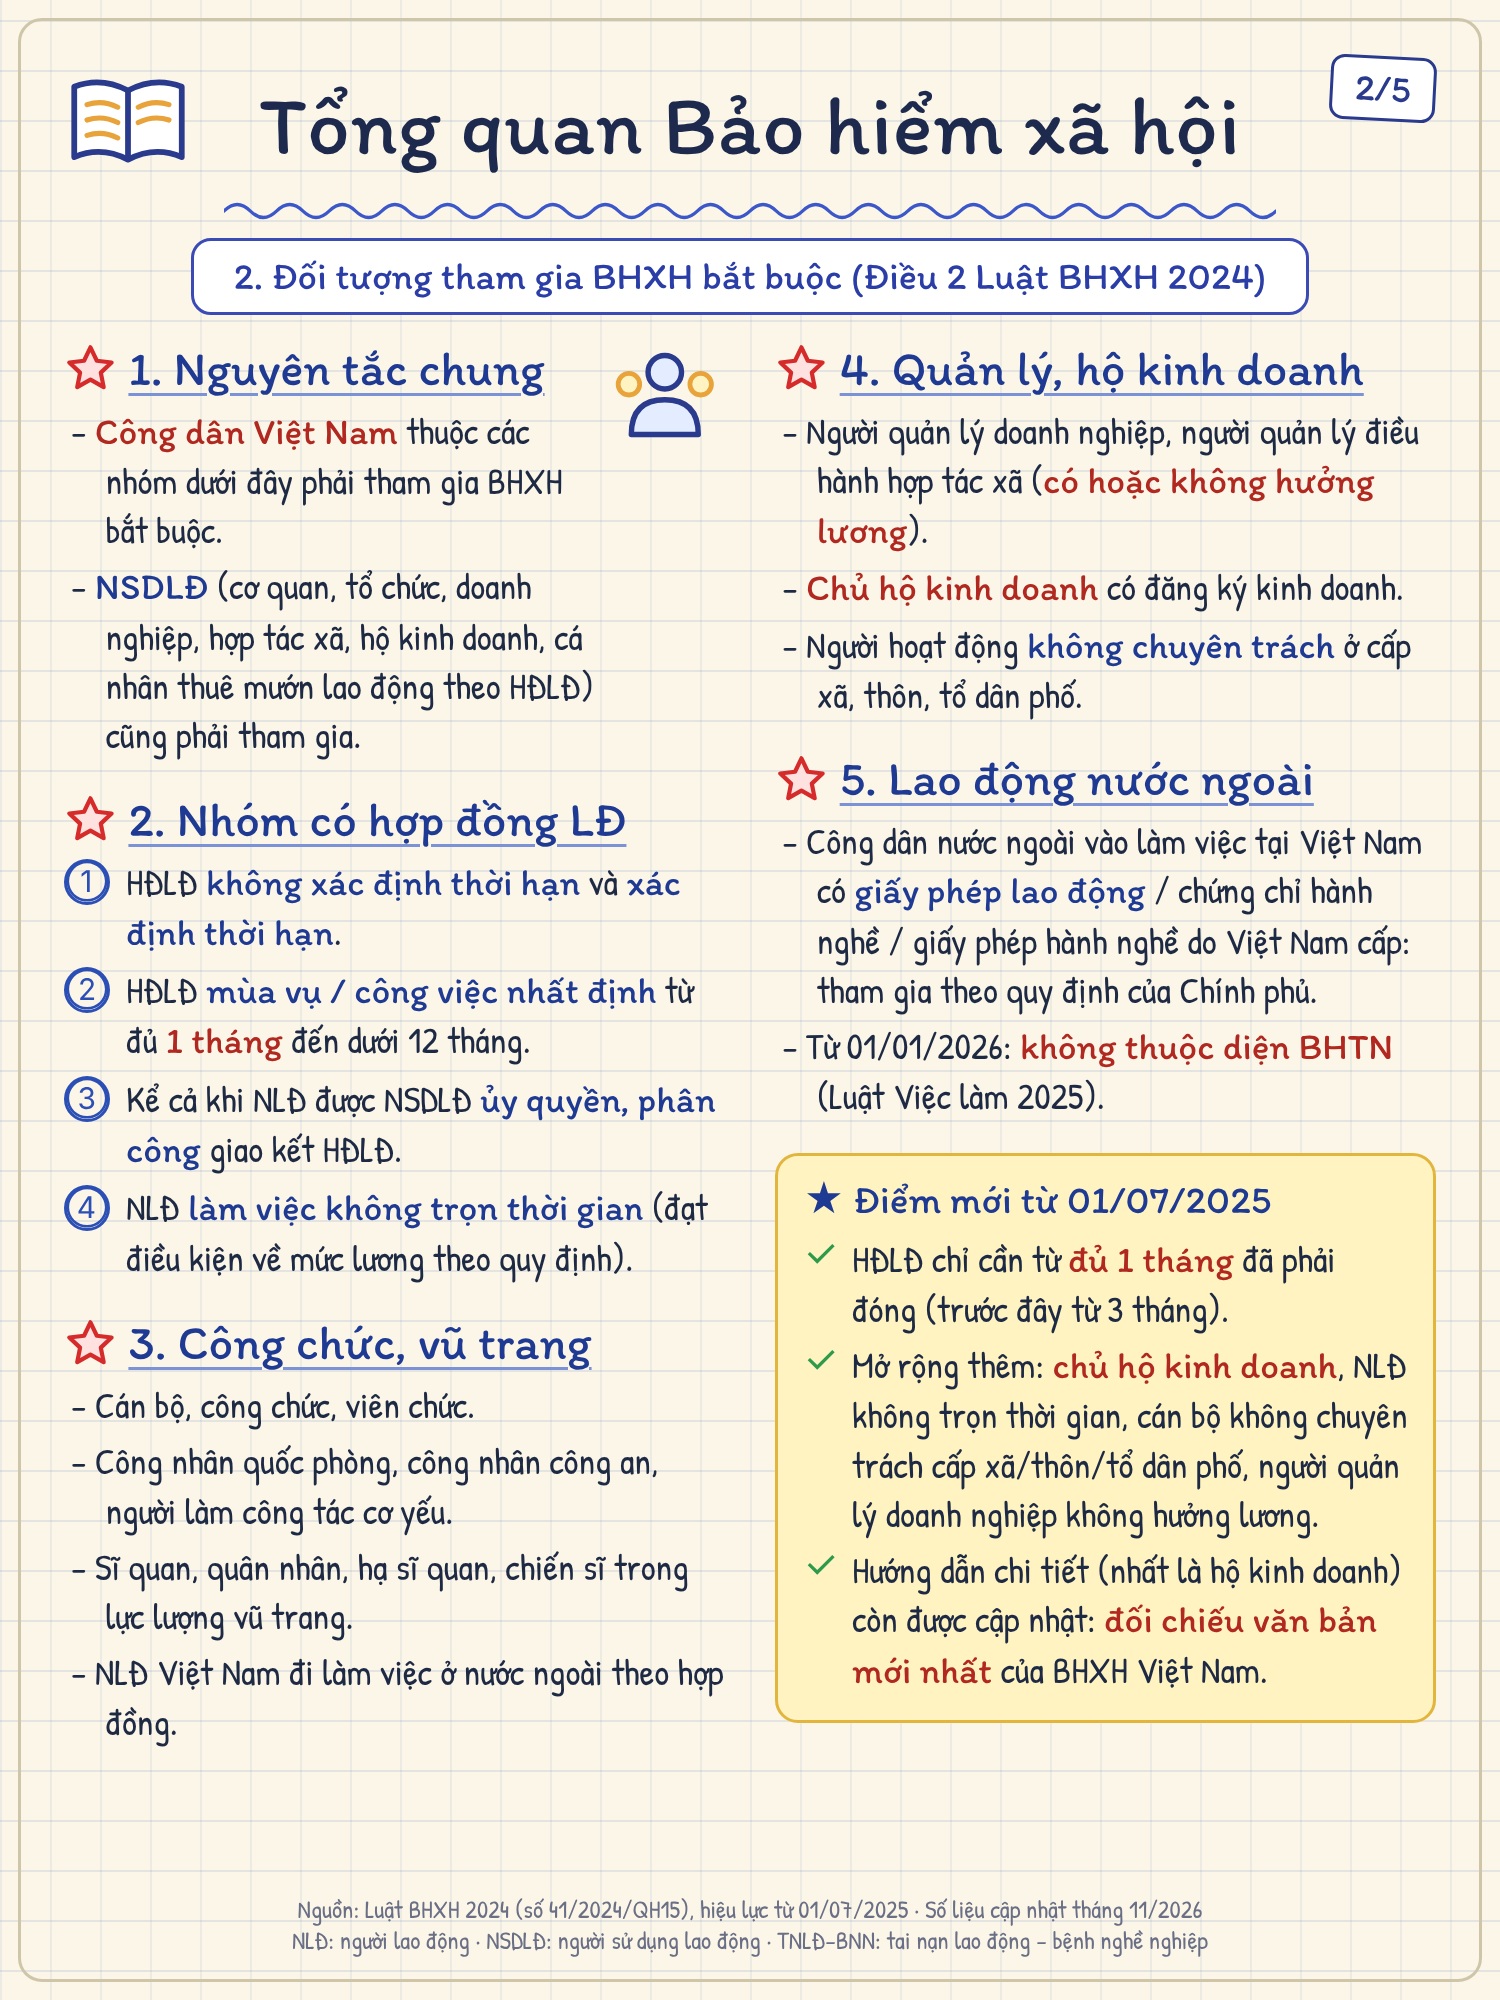 2/5
Tổng quan Bảo hiểm xã hội
2. Đối tượng tham gia BHXH bắt buộc (Điều 2 Luật BHXH 2024)
1. Nguyên tắc chung
– Công dân Việt Nam thuộc các
nhóm dưới đây phải tham gia BHXH
bắt buộc.
– NSDLĐ (cơ quan, tổ chức, doanh
nghiệp, hợp tác xã, hộ kinh doanh, cá
nhân thuê mướn lao động theo HĐLĐ)
cũng phải tham gia.
2. Nhóm có hợp đồng LĐ
1 HĐLĐ không xác định thời hạn và xác
định thời hạn.
2 HĐLĐ mùa vụ / công việc nhất định từ
đủ 1 tháng đến dưới 12 tháng.
3 Kể cả khi NLĐ được NSDLĐ ủy quyền, phân
công giao kết HĐLĐ.
4 NLĐ làm việc không trọn thời gian (đạt
điều kiện về mức lương theo quy định).
3. Công chức, vũ trang
– Cán bộ, công chức, viên chức.
– Công nhân quốc phòng, công nhân công an,
người làm công tác cơ yếu.
– Sĩ quan, quân nhân, hạ sĩ quan, chiến sĩ trong
lực lượng vũ trang.
– NLĐ Việt Nam đi làm việc ở nước ngoài theo hợp
đồng.
4. Quản lý, hộ kinh doanh
– Người quản lý doanh nghiệp, người quản lý điều
hành hợp tác xã (có hoặc không hưởng
lương).
– Chủ hộ kinh doanh có đăng ký kinh doanh.
– Người hoạt động không chuyên trách ở cấp
xã, thôn, tổ dân phố.
5. Lao động nước ngoài
– Công dân nước ngoài vào làm việc tại Việt Nam
có giấy phép lao động / chứng chỉ hành
nghề / giấy phép hành nghề do Việt Nam cấp:
tham gia theo quy định của Chính phủ.
– Từ 01/01/2026: không thuộc diện BHTN
(Luật Việc làm 2025).
★ Điểm mới từ 01/07/2025
✓ HĐLĐ chỉ cần từ đủ 1 tháng đã phải
đóng (trước đây từ 3 tháng).
✓ Mở rộng thêm: chủ hộ kinh doanh, NLĐ
không trọn thời gian, cán bộ không chuyên
trách cấp xã/thôn/tổ dân phố, người quản
lý doanh nghiệp không hưởng lương.
✓ Hướng dẫn chi tiết (nhất là hộ kinh doanh)
còn được cập nhật: đối chiếu văn bản
mới nhất của BHXH Việt Nam.
Nguồn: Luật BHXH 2024 (số 41/2024/QH15), hiệu lực từ 01/07/2025 · Số liệu cập nhật tháng 11/2026
NLĐ: người lao động · NSDLĐ: người sử dụng lao động · TNLĐ–BNN: tai nạn lao động – bệnh nghề nghiệp